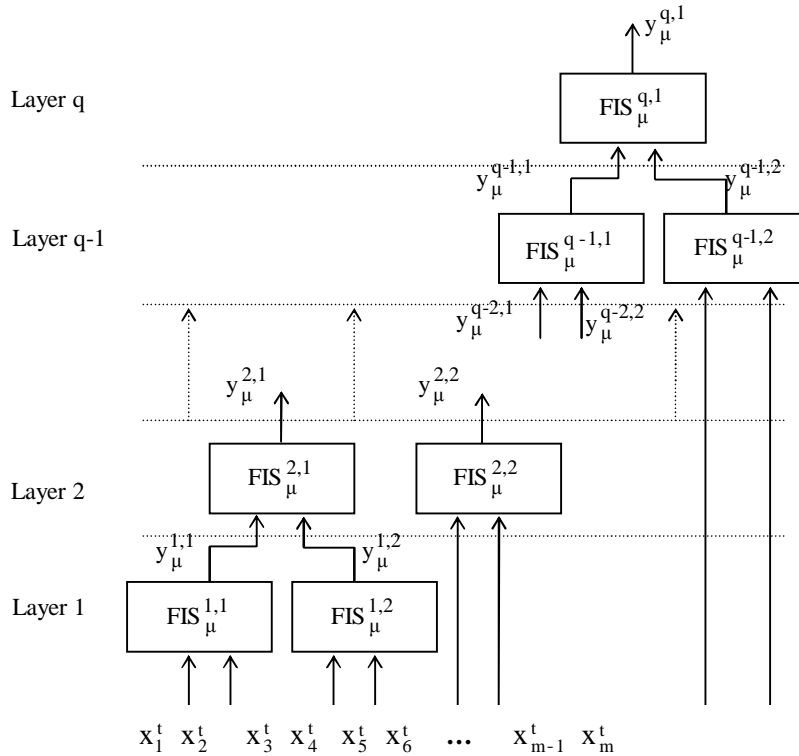 y_μ^{q,1}
Layer q
FIS_μ^{q,1}
y_μ^{q-1,1} y_μ^{q-1,2}
Layer q-1
FIS_μ^{q-1,1} FIS_μ^{q-1,2}
y_μ^{q-2,1} y_μ^{q-2,2}
y_μ^{2,1} y_μ^{2,2}
Layer 2
FIS_μ^{2,1} FIS_μ^{2,2}
y_μ^{1,1} y_μ^{1,2}
Layer 1
FIS_μ^{1,1} FIS_μ^{1,2}
x_1^t x_2^t x_3^t x_4^t x_5^t x_6^t ... x_{m-1}^t x_m^t